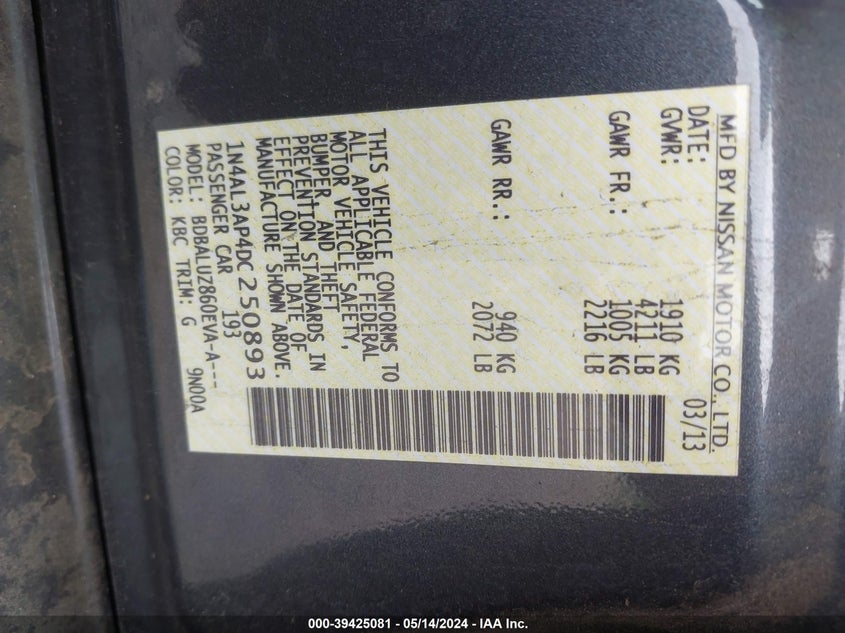 MFD BY NISSAN MOTOR CO., LTD.
DATE: 03/13
GVWR: 1910 KG
4211 LB
GAWR FR.: 1005 KG
2216 LB
GAWR RR.: 940 KG
2072 LB
THIS VEHICLE CONFORMS TO
ALL APPLICABLE FEDERAL
MOTOR VEHICLE SAFETY,
BUMPER, AND THEFT
PREVENTION STANDARDS IN
EFFECT ON THE DATE OF
MANUFACTURE SHOWN ABOVE.
1N4AL3AP4DC250893
PASSENGER CAR 193
MODEL: BDBALUZ860EVA-A---
COLOR: KBC TRIM: G 9N00A
000-39425081 - 05/14/2024 - IAA Inc.